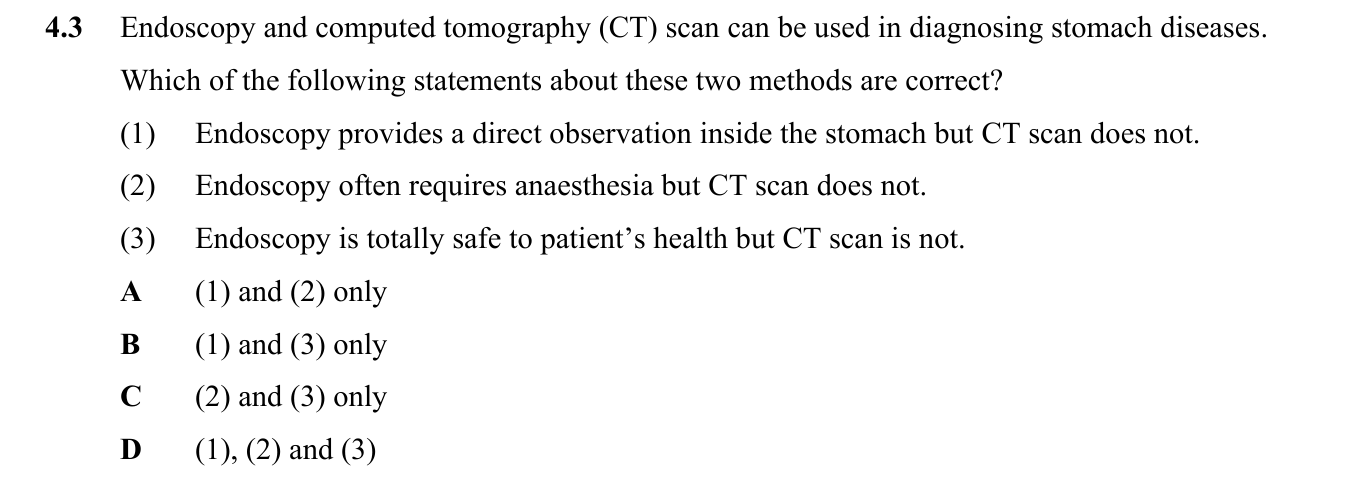 4.3 Endoscopy and computed tomography (CT) scan can be used in diagnosing stomach diseases.
Which of the following statements about these two methods are correct?
(1) Endoscopy provides a direct observation inside the stomach but CT scan does not.
(2) Endoscopy often requires anaesthesia but CT scan does not.
(3) Endoscopy is totally safe to patient’s health but CT scan is not.
A (1) and (2) only
B (1) and (3) only
C (2) and (3) only
D (1), (2) and (3)